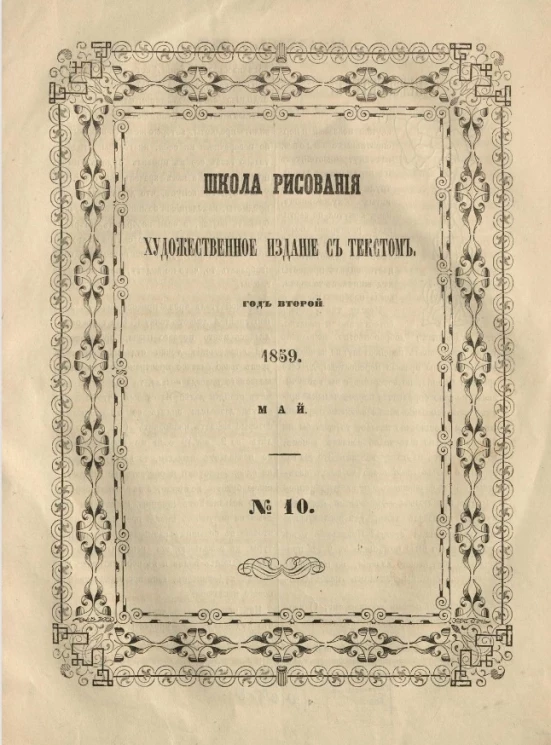 ШКОЛА РИСОВАНІЯ
ХУДОЖЕСТВЕННОЕ ИЗДАНІЕ СЪ ТЕКСТОМЪ.
ГОДЪ ВТОРОЙ
1859.
МАЙ.
№ 10.